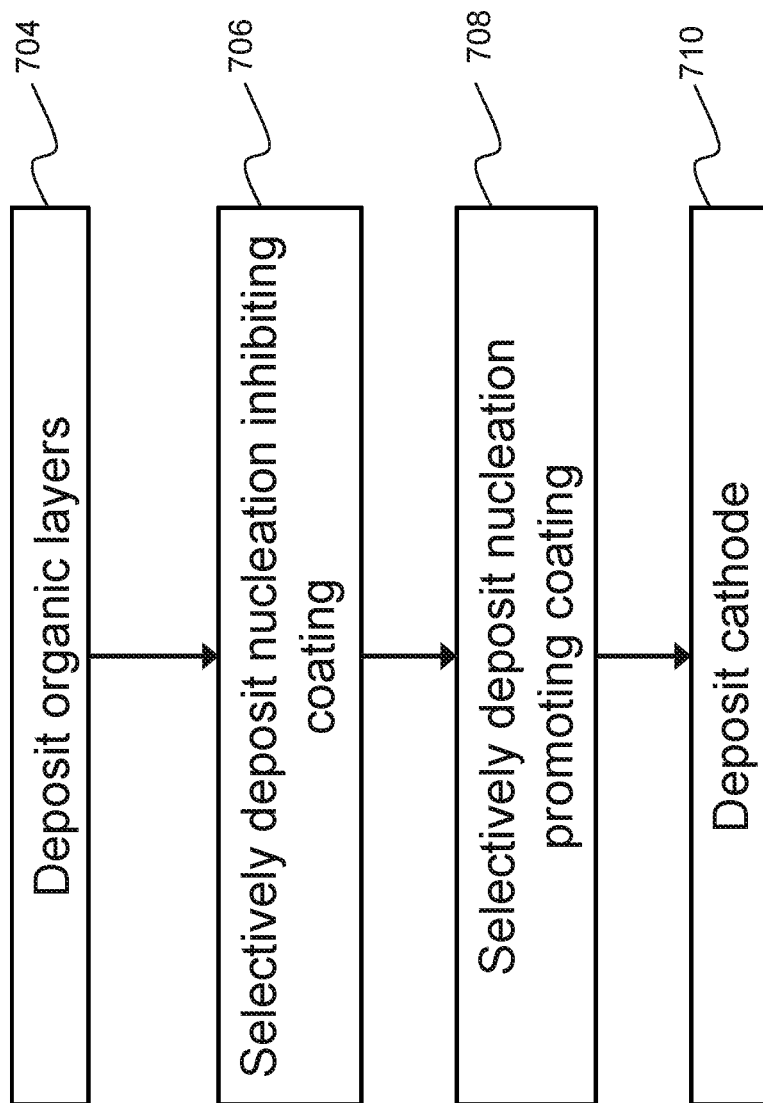 Deposit organic layers
704
Selectively deposit nucleation inhibiting
coating
706
Selectively deposit nucleation
promoting coating
708
Deposit cathode
710